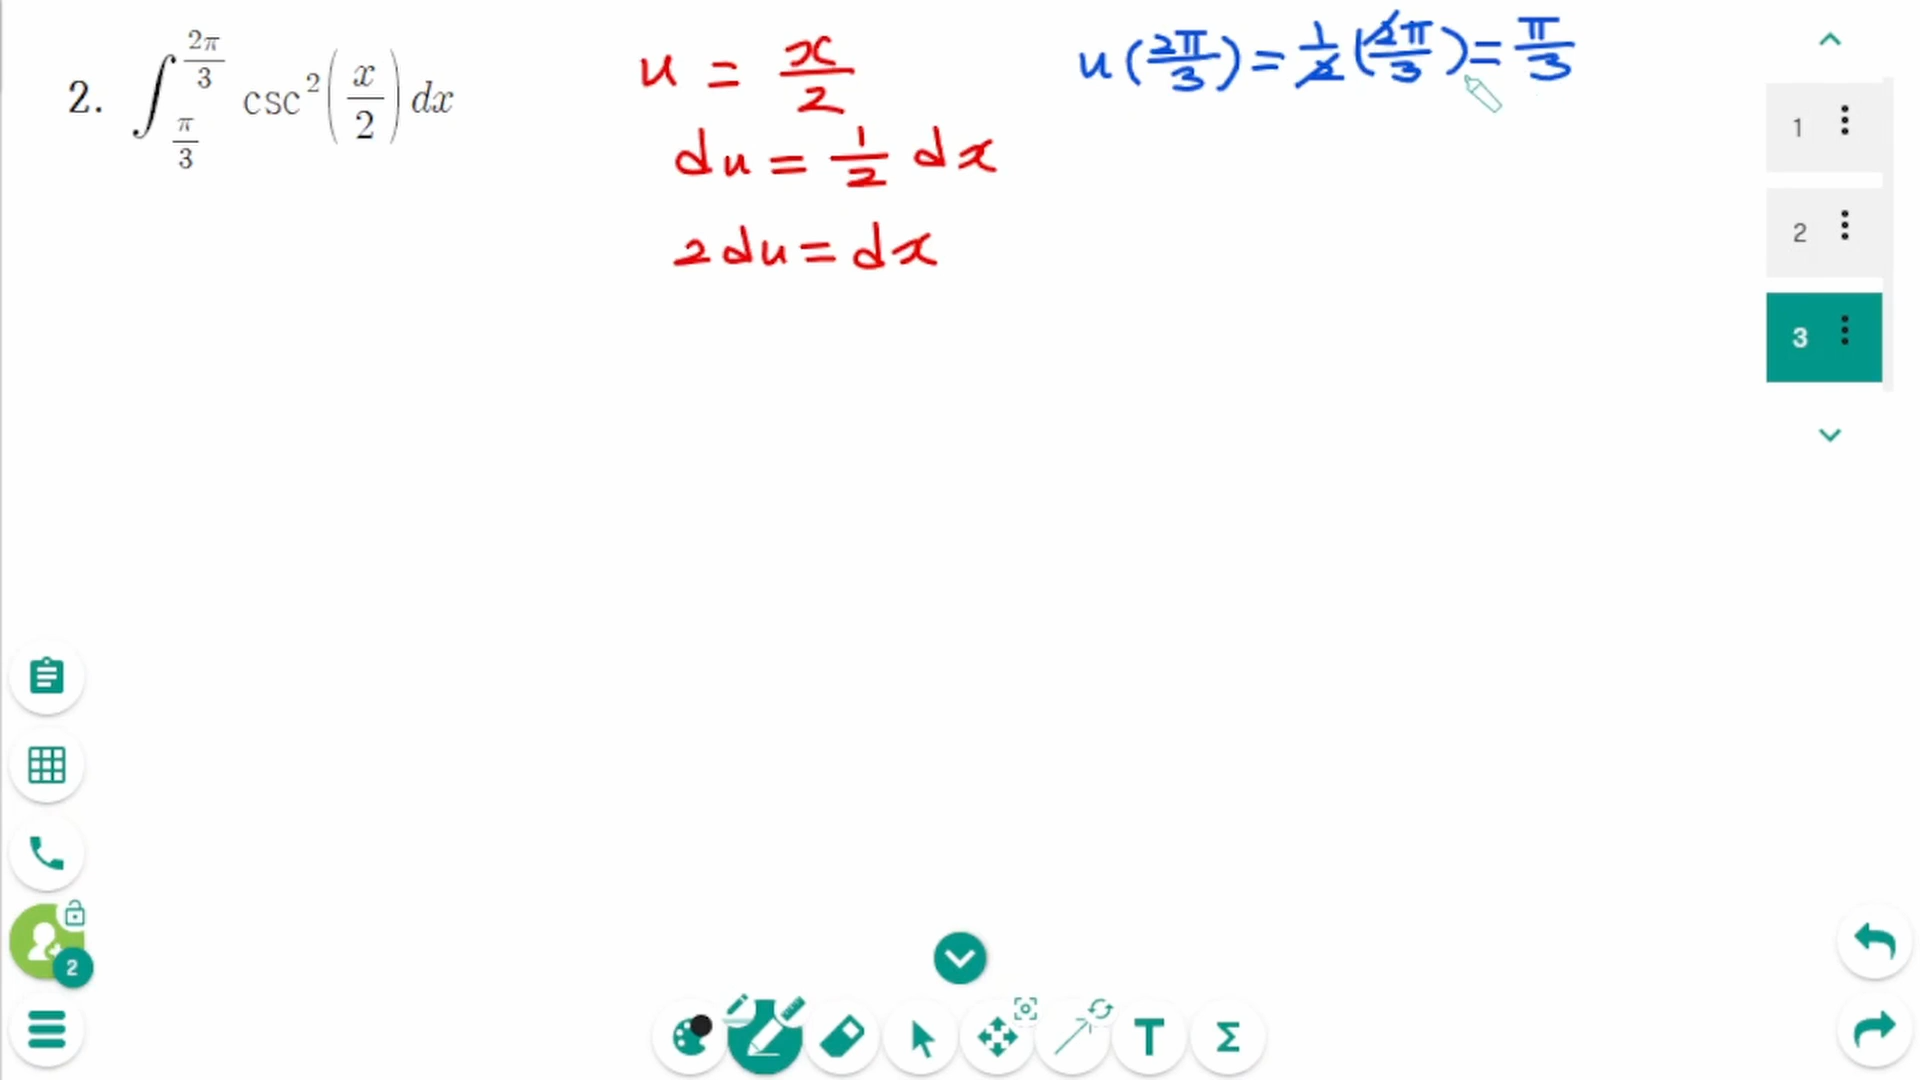 2. ∫_{π/3}^{2π/3} csc²(x/2) dx
u = x/2
du = 1/2 dx
2du = dx
u(2π/3) = 1/2(2π/3) = π/3
1
2
3
2
T
Σ